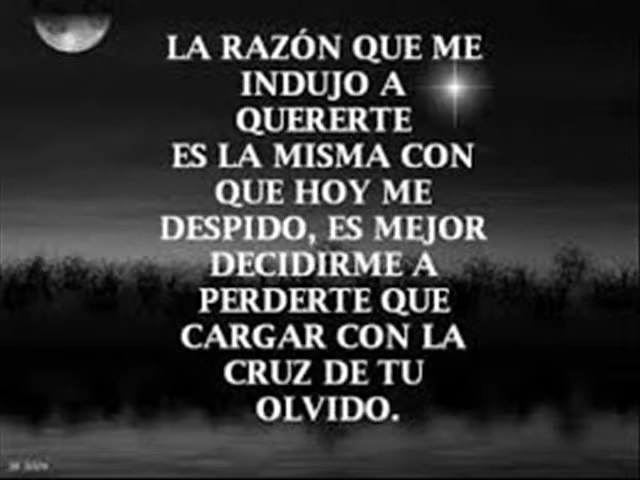 LA RAZÓN QUE ME
INDUJO A
QUERERTE
ES LA MISMA CON
QUE HOY ME
DESPIDO, ES MEJOR
DECIDIRME A
PERDERTE QUE
CARGAR CON LA
CRUZ DE TU
OLVIDO.